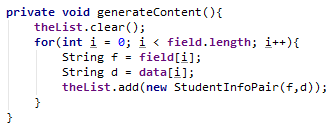 private void generateContent(){
    theList.clear();
    for(int i = 0; i < field.length; i++){
        String f = field[i];
        String d = data[i];
        theList.add(new StudentInfoPair(f,d));
    }
}